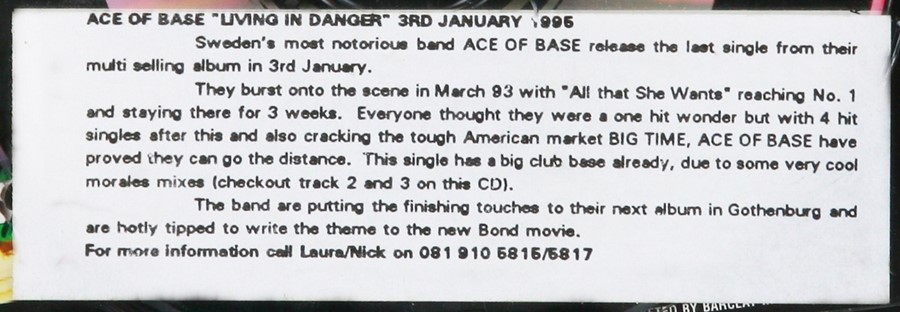 ACE OF BASE "LIVING IN DANGER" 3RD JANUARY 1995
Sweden's most notorious band ACE OF BASE release the last single from their
multi selling album in 3rd January.
They burst onto the scene in March 93 with "All that She Wants" reaching No. 1
and staying there for 3 weeks. Everyone thought they were a one hit wonder but with 4 hit
singles after this and also cracking the tough American market BIG TIME, ACE OF BASE have
proved they can go the distance. This single has a big club base already, due to some very cool
morales mixes (checkout track 2 and 3 on this CD).
The band are putting the finishing touches to their next album in Gothenburg and
are hotly tipped to write the theme to the new Bond movie.
For more information call Laura/Nick on 081 910 5815/5817
BY BARCLAY